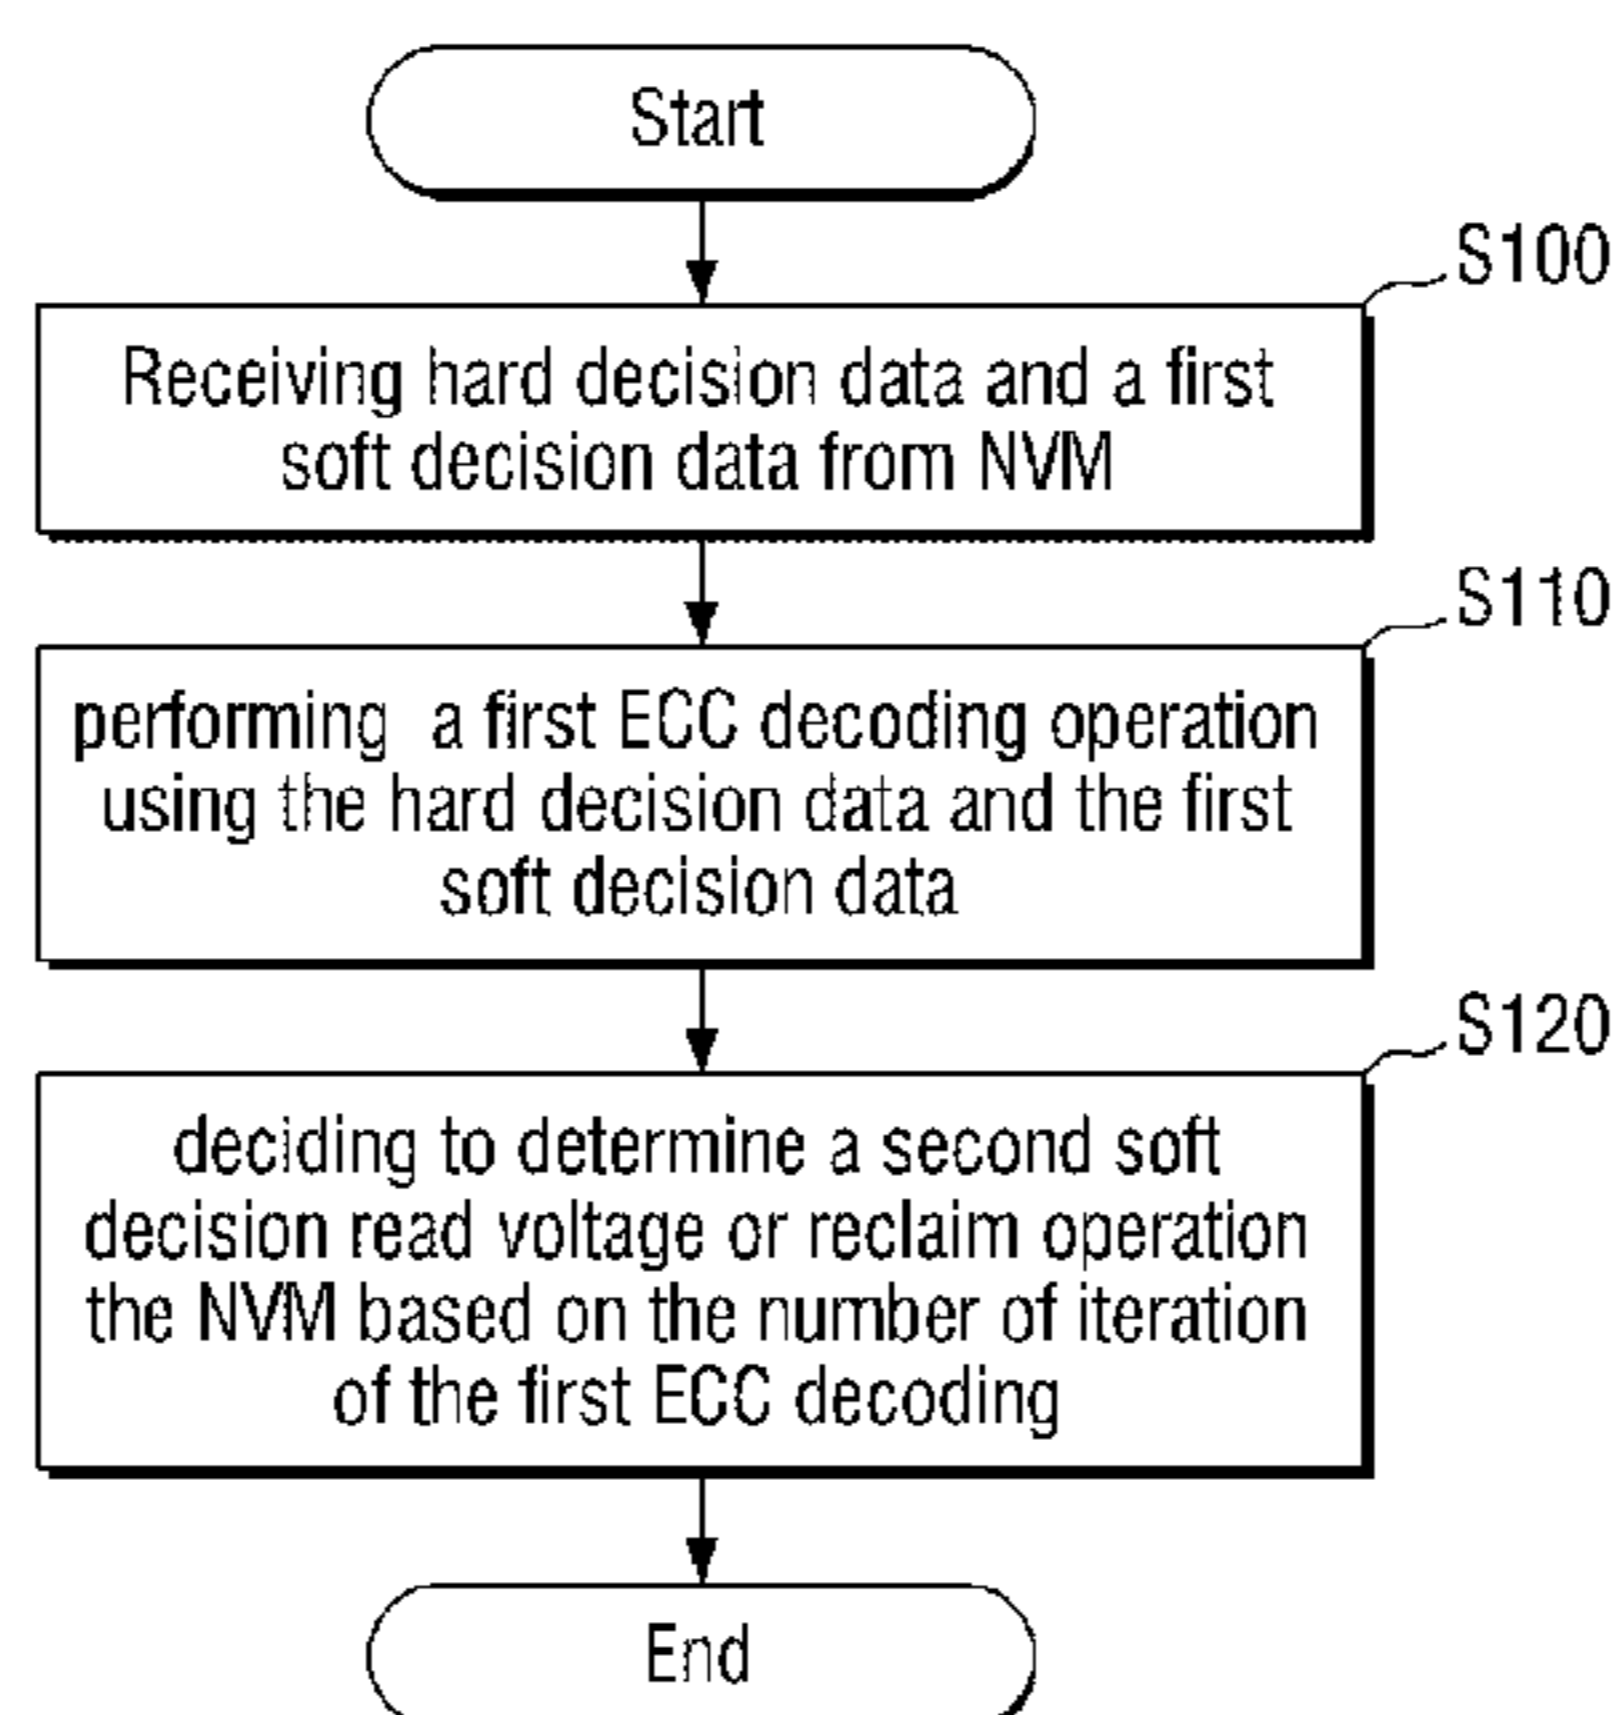 Start
S100
Receiving hard decision data and a first
soft decision data from NVM
S110
performing a first ECC decoding operation
using the hard decision data and the first
soft decision data
S120
deciding to determine a second soft
decision read voltage or reclaim operation
the NVM based on the number of iteration
of the first ECC decoding
End